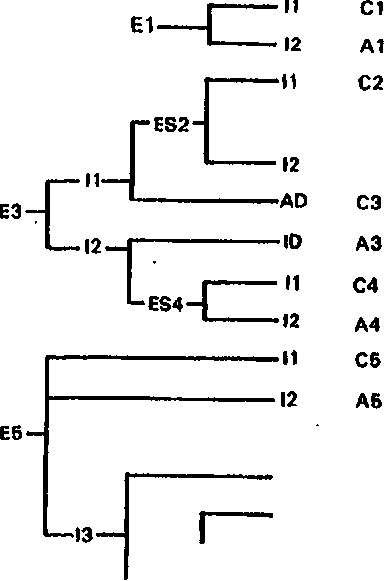 E1 I1 C1
I2 A1
ES2 I1 C2
I2
E3 I1 AD C3
I2 ID A3
ES4 I1 C4
I2 A4
I1 C5
I2 A5
E5
I3